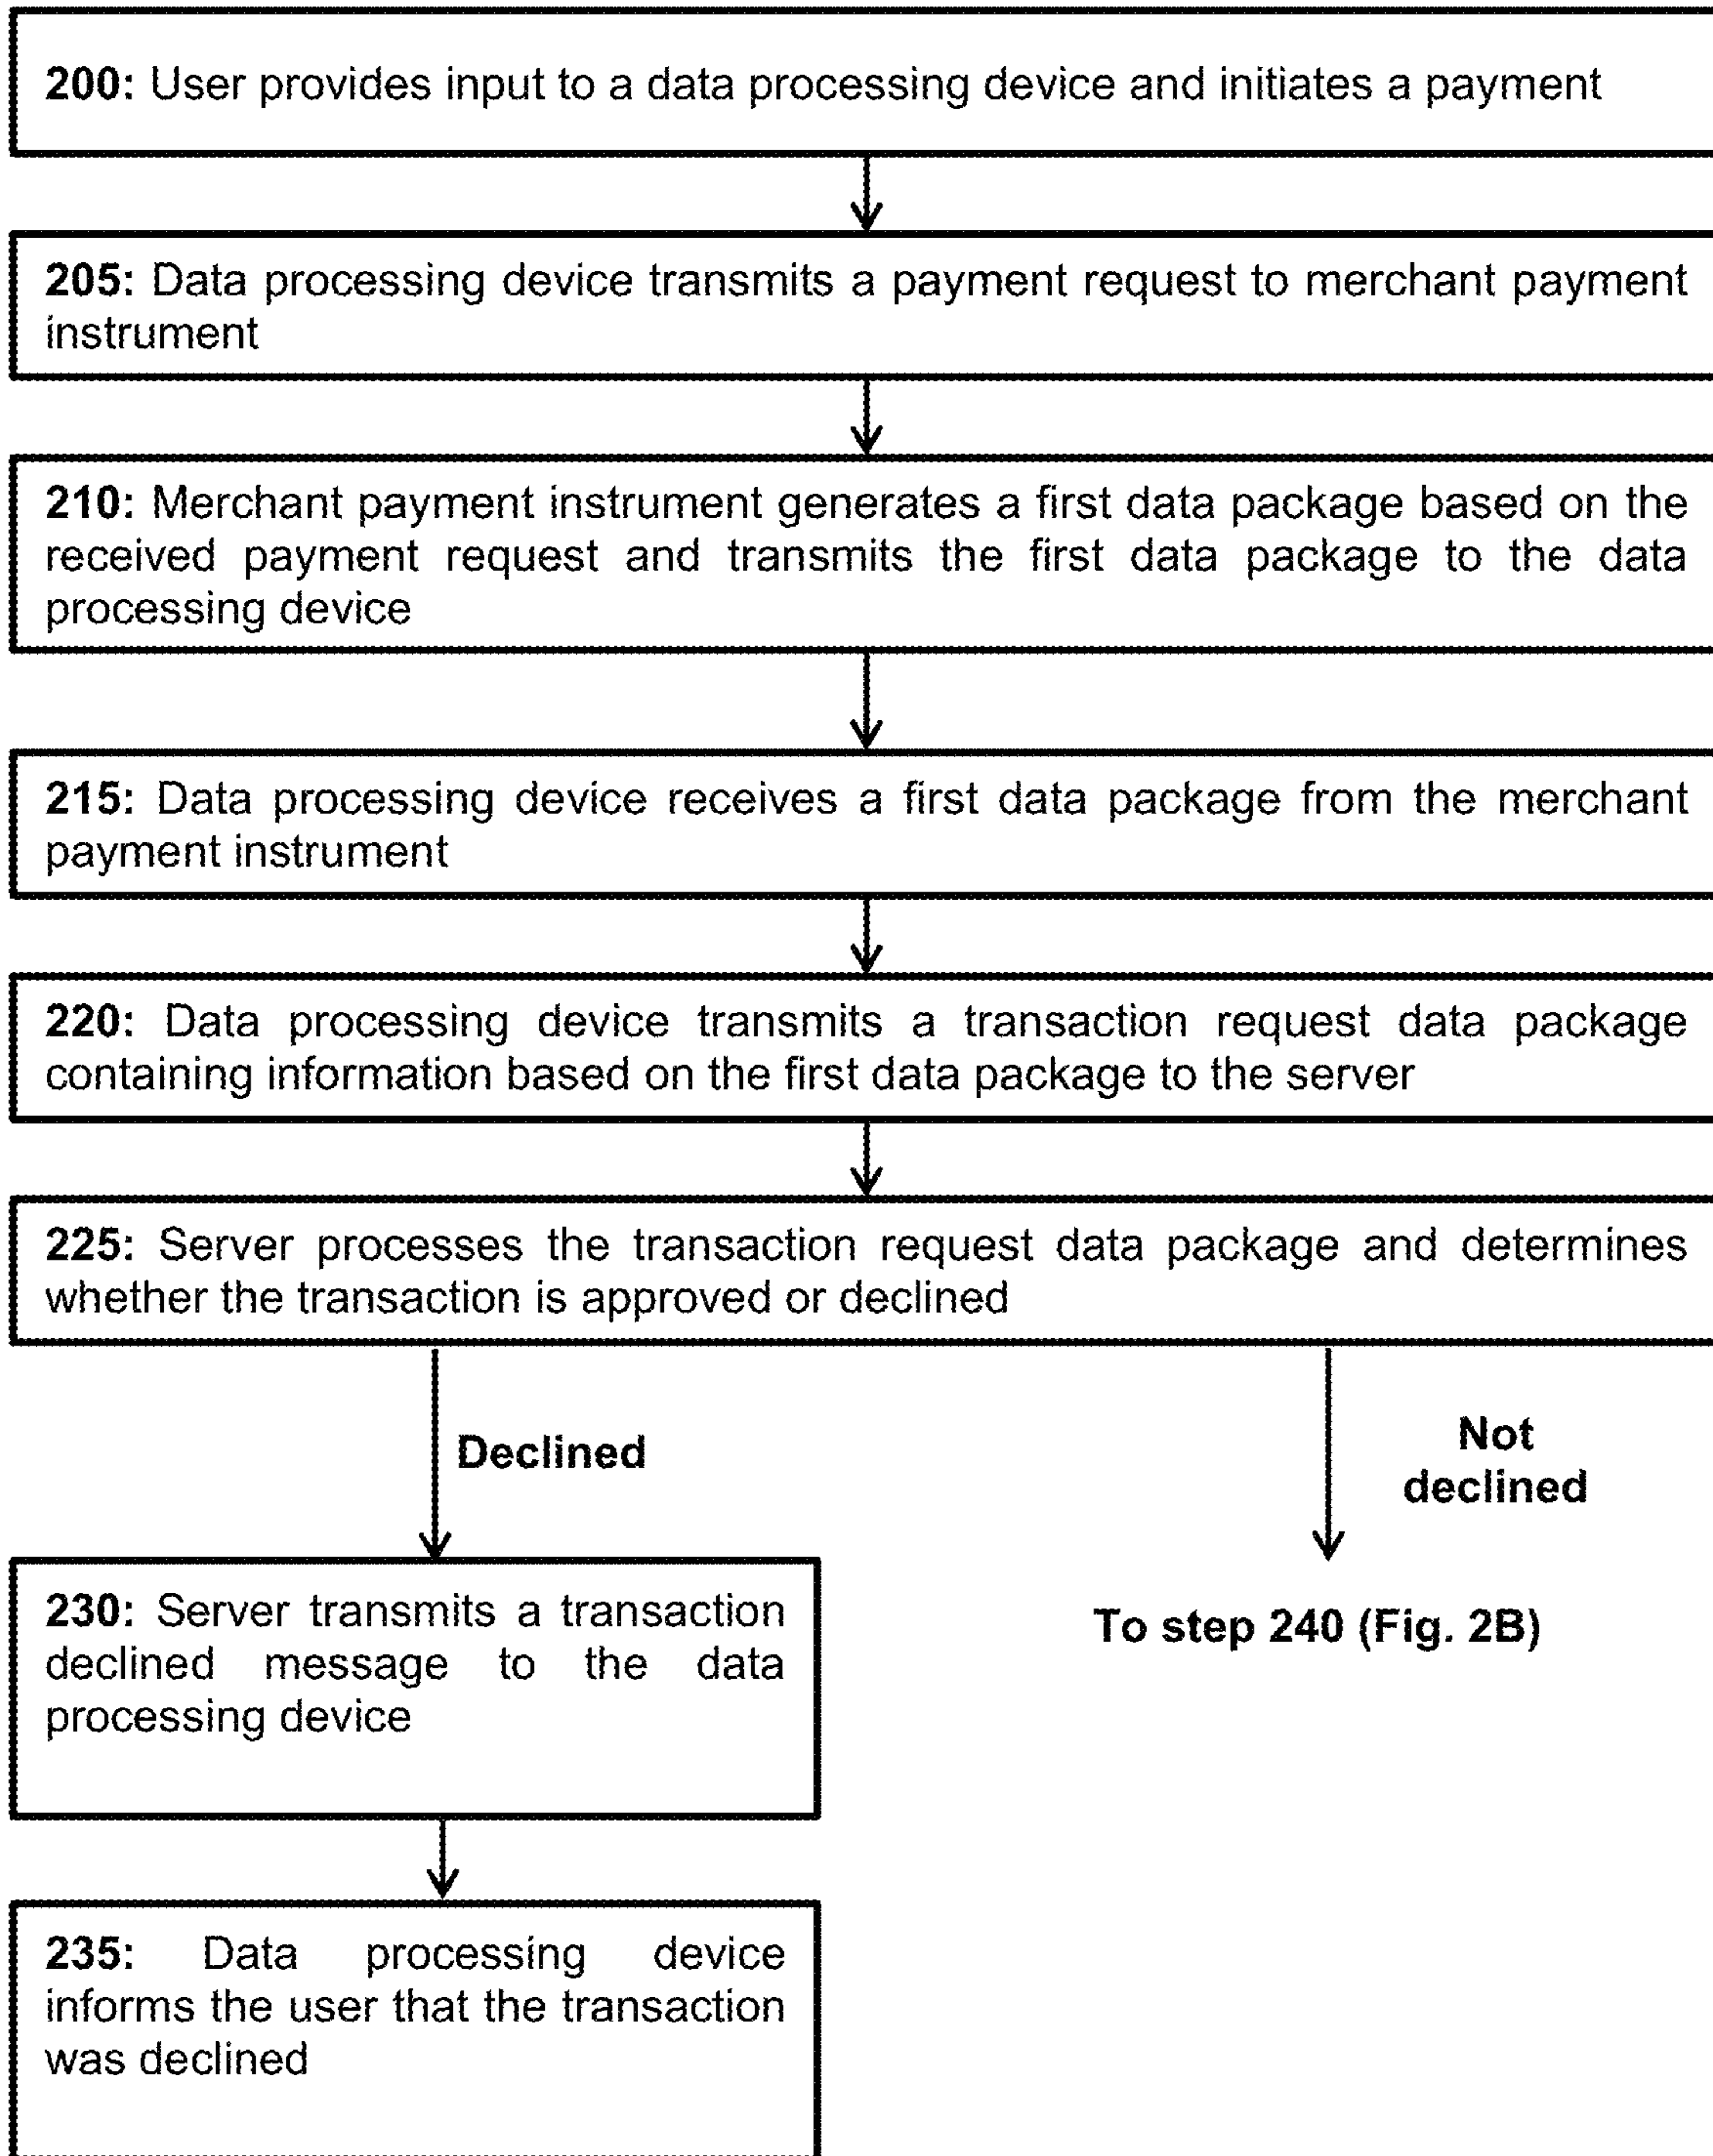 200: User provides input to a data processing device and initiates a payment
205: Data processing device transmits a payment request to merchant payment
instrument
210: Merchant payment instrument generates a first data package based on the
received payment request and transmits the first data package to the data
processing device
215: Data processing device receives a first data package from the merchant
payment instrument
220: Data processing device transmits a transaction request data package
containing information based on the first data package to the server
225: Server processes the transaction request data package and determines
whether the transaction is approved or declined
Declined
Not
declined
230: Server transmits a transaction
declined message to the data
processing device
To step 240 (Fig. 2B)
235: Data processing device
informs the user that the transaction
was declined